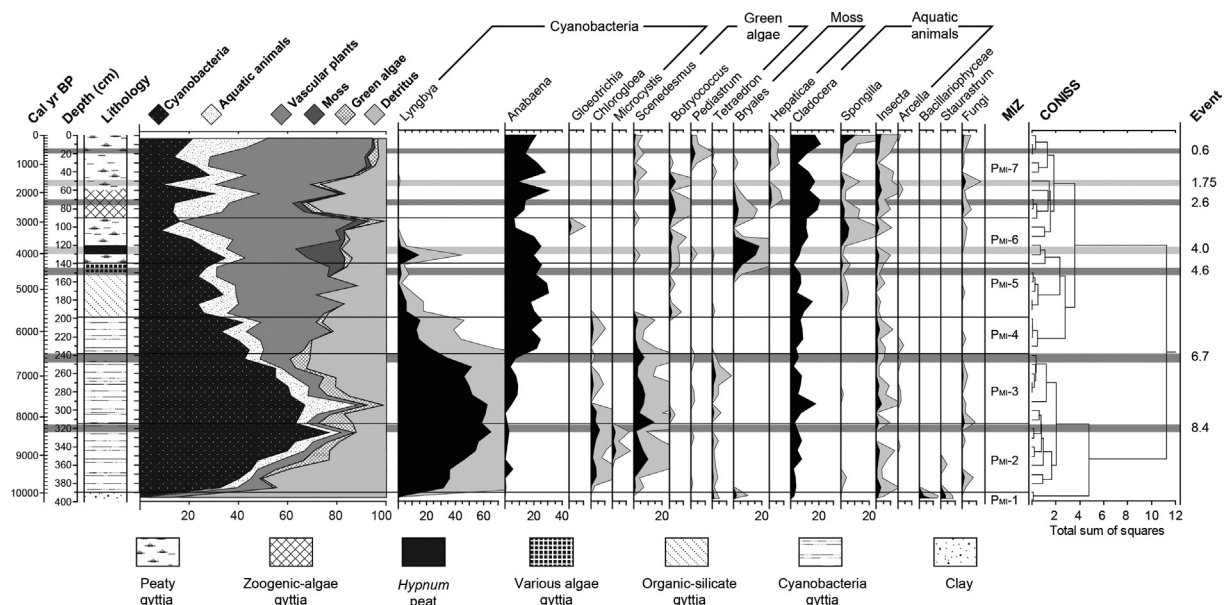 Cyanobacteria
Green
algae
Moss
Aquatic
animals
Cal yr BP
Depth (cm)
Lithology
Cyanobacteria
Aquatic animals
Vascular plants
Moss
Green algae
Detritus
Lyngbya
Anabaena
Gloeotrichia
Chlorogloea
Microcystis
Scenedesmus
Botryococcus
Pediastrum
Tetraedron
Bryales
Hepaticae
Cladocera
Spongilla
Insecta
Arcella
Bacillariophyceae
Staurastrum
Fungi
MIZ
CONISS
Event
0
1000
2000
3000
4000
5000
6000
7000
8000
9000
10000
0
20
40
60
80
100
120
140
160
180
200
220
240
260
280
300
320
340
360
380
400
PMI-7
PMI-6
PMI-5
PMI-4
PMI-3
PMI-2
PMI-1
0.6
1.75
2.6
4.0
4.6
6.7
8.4
0 20 40 60 80 100
20 40 60
20 40
20
20
20
20
20
0 2 4 6 8 10 12
Total sum of squares
Peaty
gyttia
Zoogenic-algae
gyttia
Hypnum
peat
Various algae
gyttia
Organic-silicate
gyttia
Cyanobacteria
gyttia
Clay